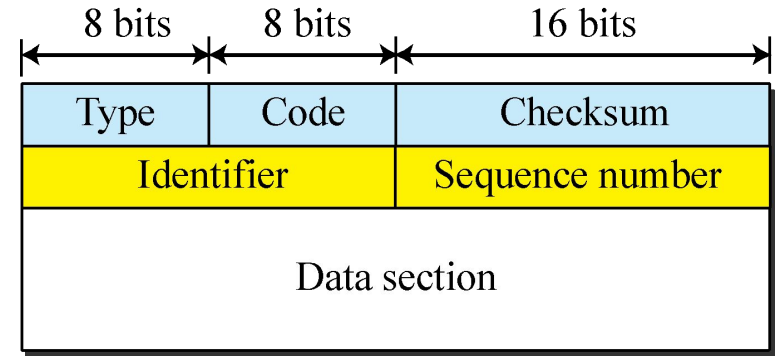 8 bits 8 bits 16 bits
Type Code Checksum
Identifier Sequence number
Data section